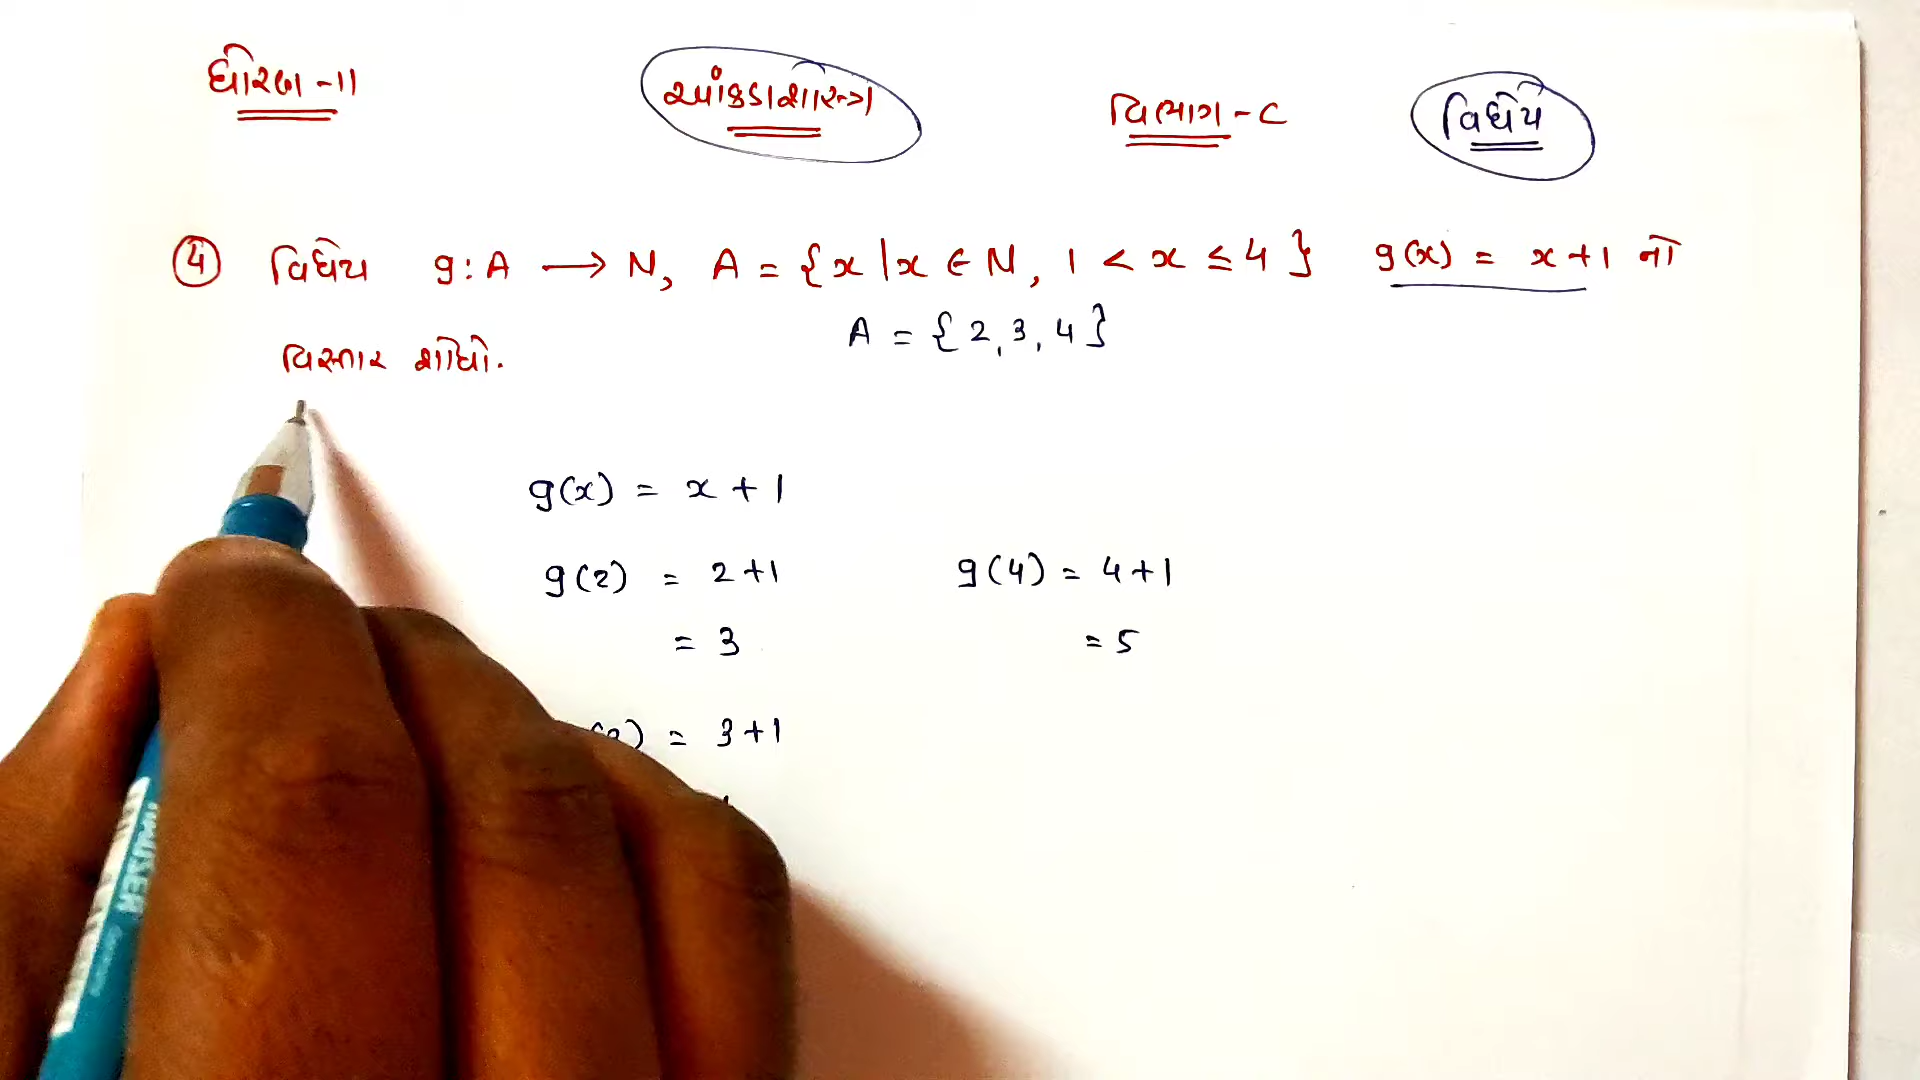 ધોરણ - 11 આંકડાશાસ્ત્ર વિભાગ - C વિધેય
④ વિધેય g : A ⟶ N, A = {x | x ∈ N, 1 < x ≤ 4} g(x) = x + 1 નો
A = {2, 3, 4}
વિસ્તાર શોધો.
g(x) = x + 1
g(2) = 2 + 1 g(4) = 4 + 1
= 3 = 5
= 3 + 1
HAUSER